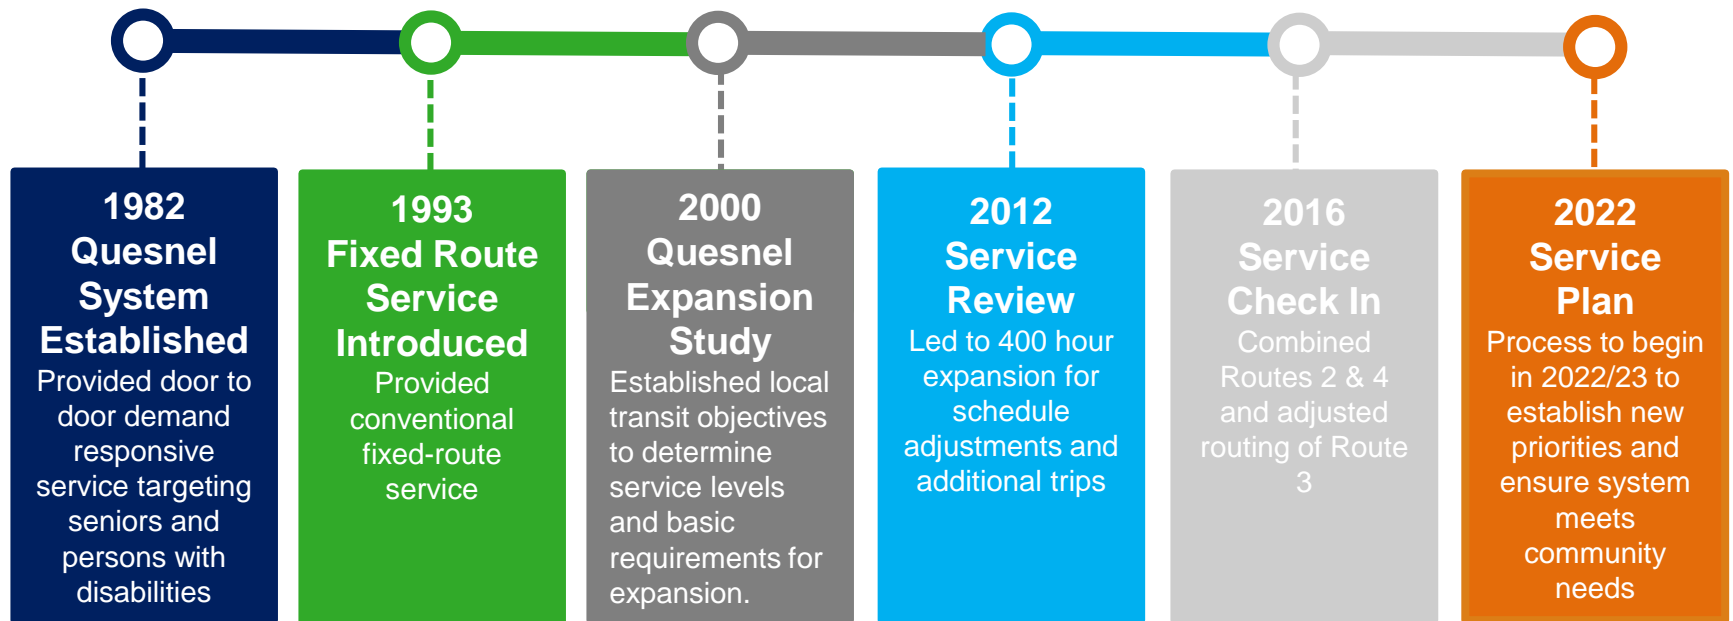 1982
Quesnel
System
Established
Provided door to
door demand
responsive
service targeting
seniors and
persons with
disabilities
1993
Fixed Route
Service
Introduced
Provided
conventional
fixed-route
service
2000
Quesnel
Expansion
Study
Established local
transit objectives
to determine
service levels
and basic
requirements for
expansion.
2012
Service
Review
Led to 400 hour
expansion for
schedule
adjustments and
additional trips
2016
Service
Check In
Combined
Routes 2 & 4
and adjusted
routing of Route
3
2022
Service
Plan
Process to begin
in 2022/23 to
establish new
priorities and
ensure system
meets
community
needs